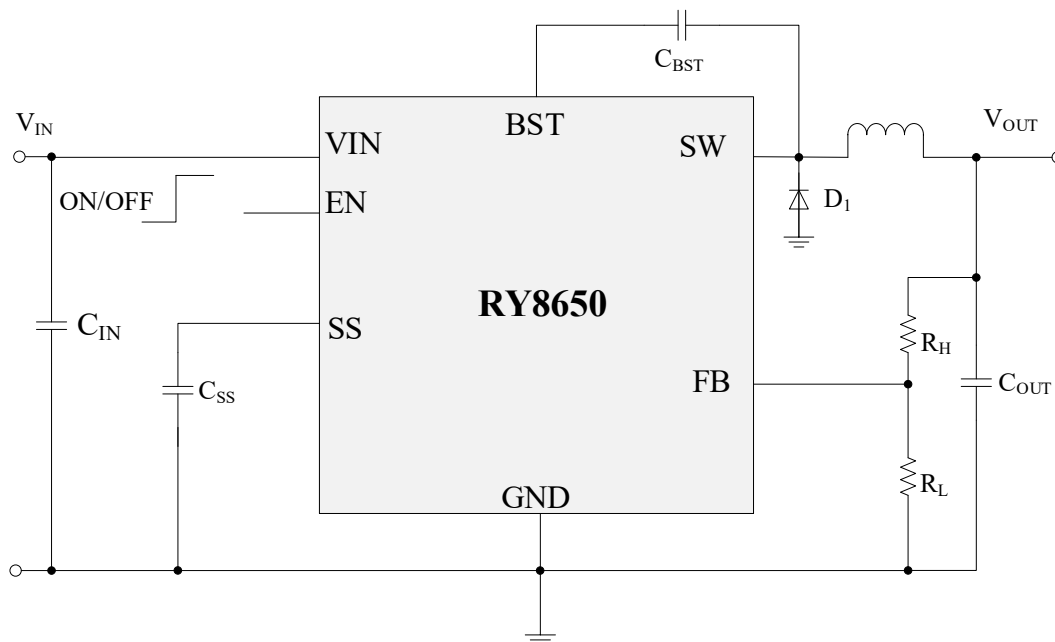 C_BST
V_IN
BST
VIN
SW
V_OUT
ON/OFF
EN
D_1
RY8650
C_IN
SS
R_H
C_SS
FB
C_OUT
R_L
GND